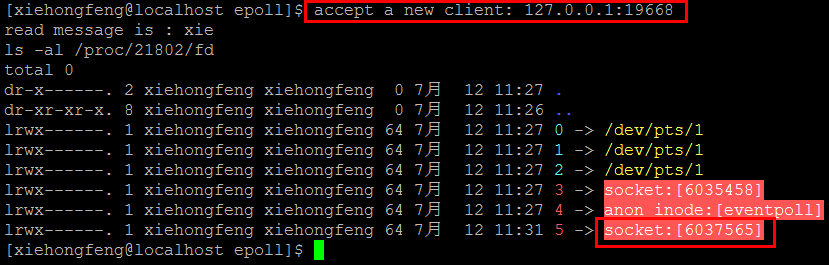 [xiehongfeng@localhost epoll]$ accept a new client: 127.0.0.1:19668
read message is : xie
ls -al /proc/21802/fd
total 0
dr-x------. 2 xiehongfeng xiehongfeng  0 7月  12 11:27 .
dr-xr-xr-x. 8 xiehongfeng xiehongfeng  0 7月  12 11:26 ..
lrwx------. 1 xiehongfeng xiehongfeng 64 7月  12 11:27 0 -> /dev/pts/1
lrwx------. 1 xiehongfeng xiehongfeng 64 7月  12 11:27 1 -> /dev/pts/1
lrwx------. 1 xiehongfeng xiehongfeng 64 7月  12 11:27 2 -> /dev/pts/1
lrwx------. 1 xiehongfeng xiehongfeng 64 7月  12 11:27 3 -> socket:[6035458]
lrwx------. 1 xiehongfeng xiehongfeng 64 7月  12 11:27 4 -> anon_inode:[eventpoll]
lrwx------. 1 xiehongfeng xiehongfeng 64 7月  12 11:31 5 -> socket:[6037565]
[xiehongfeng@localhost epoll]$